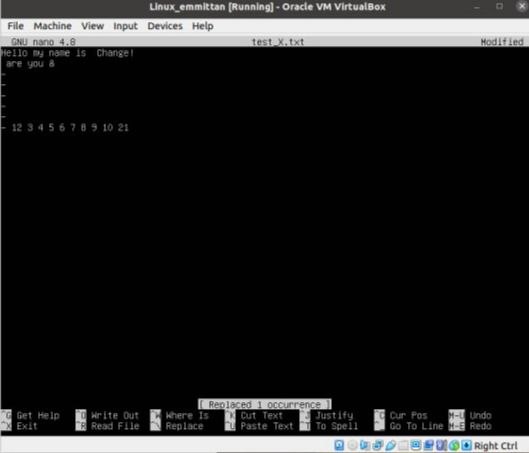 Linux_emmittan [Running] - Oracle VM VirtualBox
File Machine View Input Devices Help
GNU nano 4.8 test_X.txt Modified
Hello my name is  Change!
 are you &
-
-
-
-
-
- 12 3 4 5 6 7 8 9 10 21
[ Replaced 1 occurrence ]
^G Get Help ^O Write Out ^W Where Is ^K Cut Text ^J Justify ^C Cur Pos M-U Undo
^X Exit ^R Read File ^\ Replace ^U Paste Text ^T To Spell ^_ Go To Line M-E Redo
Right Ctrl